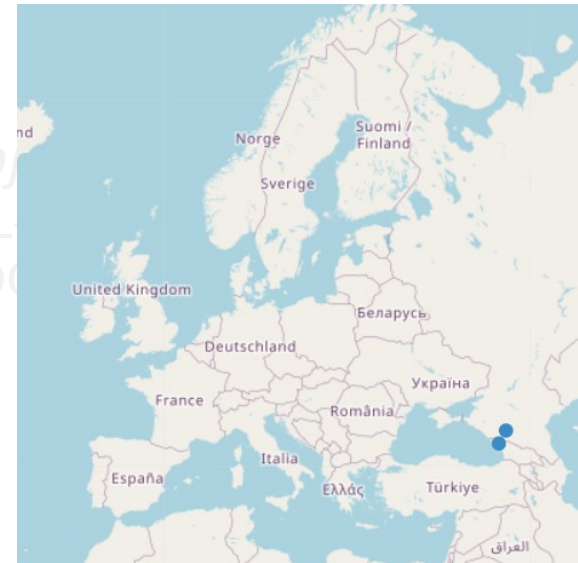 nd
Norge
Suomi /
Finland
Sverige
United Kingdom
Беларусь
Deutschland
Україна
France
România
Italia
España
Ελλάς
Türkiye
العراق